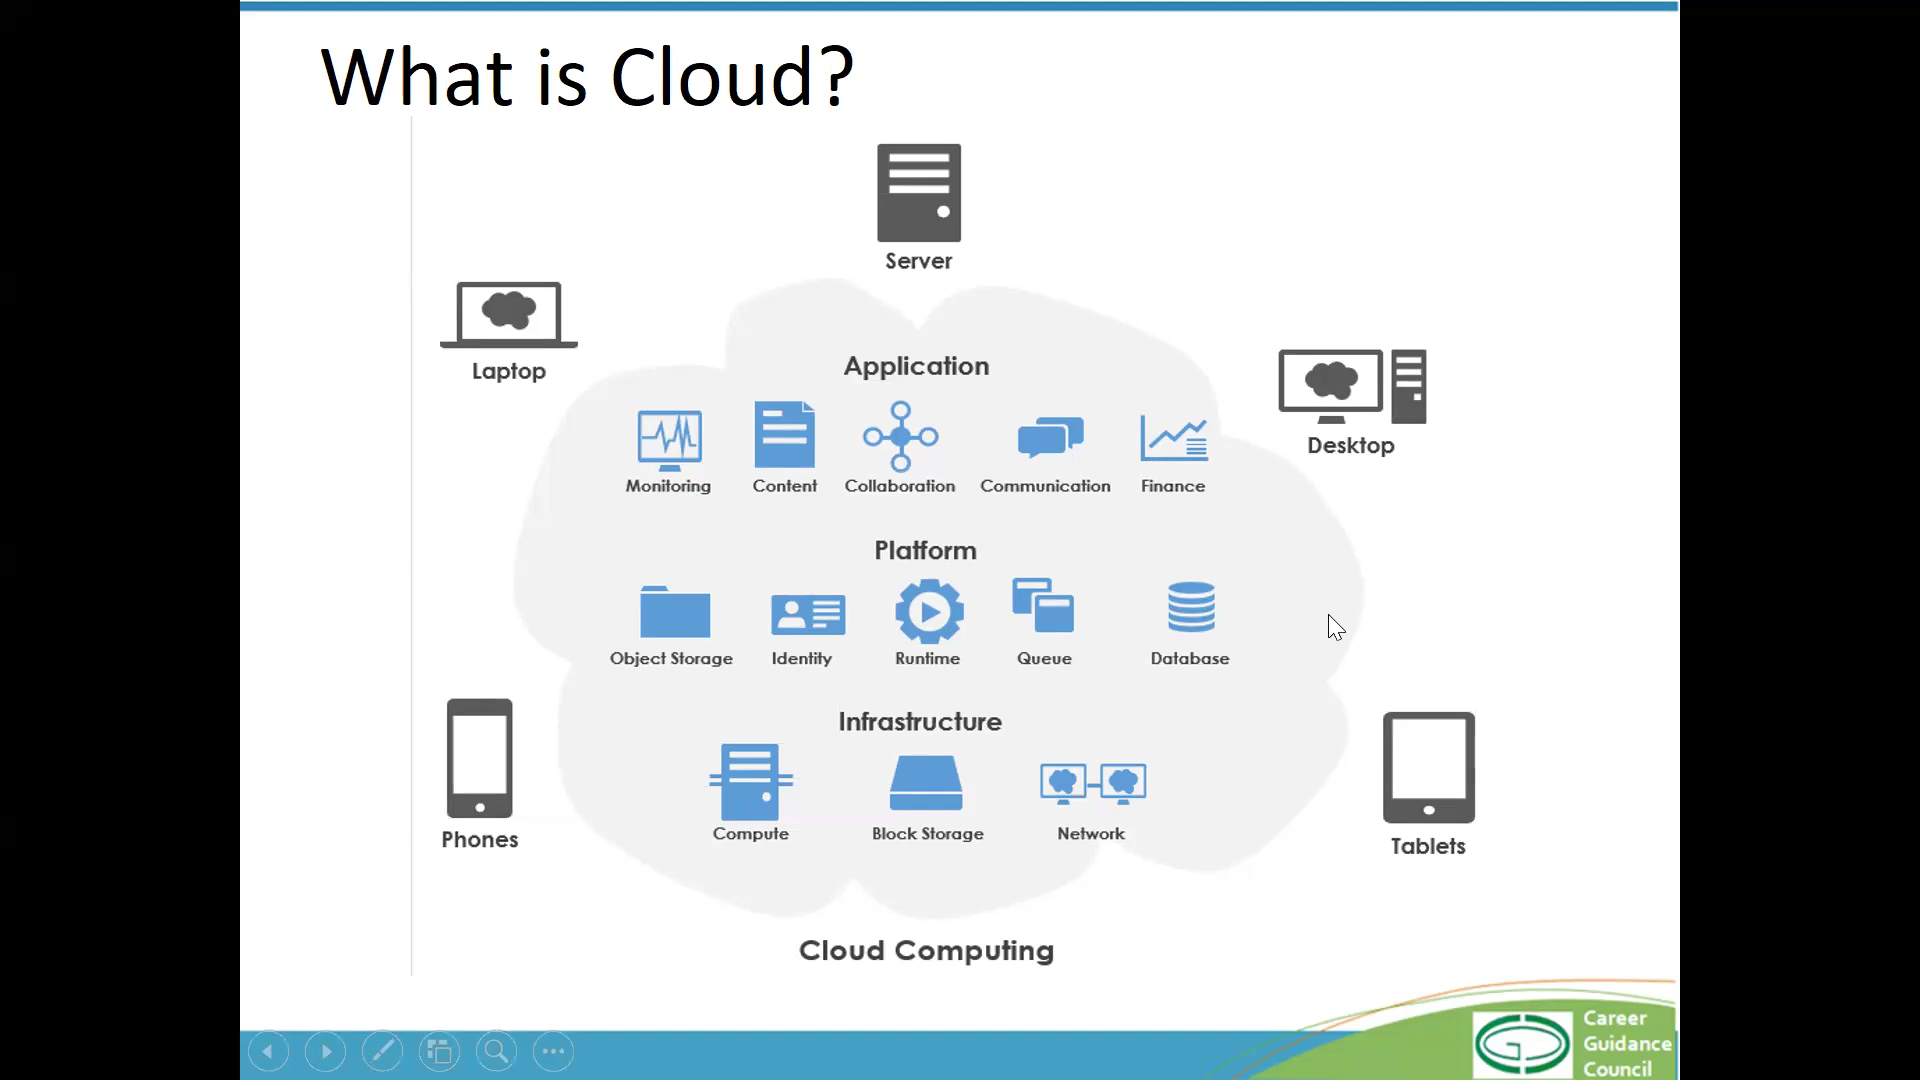 What is Cloud?
Server
Laptop
Desktop
Application
Monitoring Content Collaboration Communication Finance
Platform
Object Storage Identity Runtime Queue Database
Infrastructure
Compute Block Storage Network
Phones
Tablets
Cloud Computing
Career
Guidance
Council